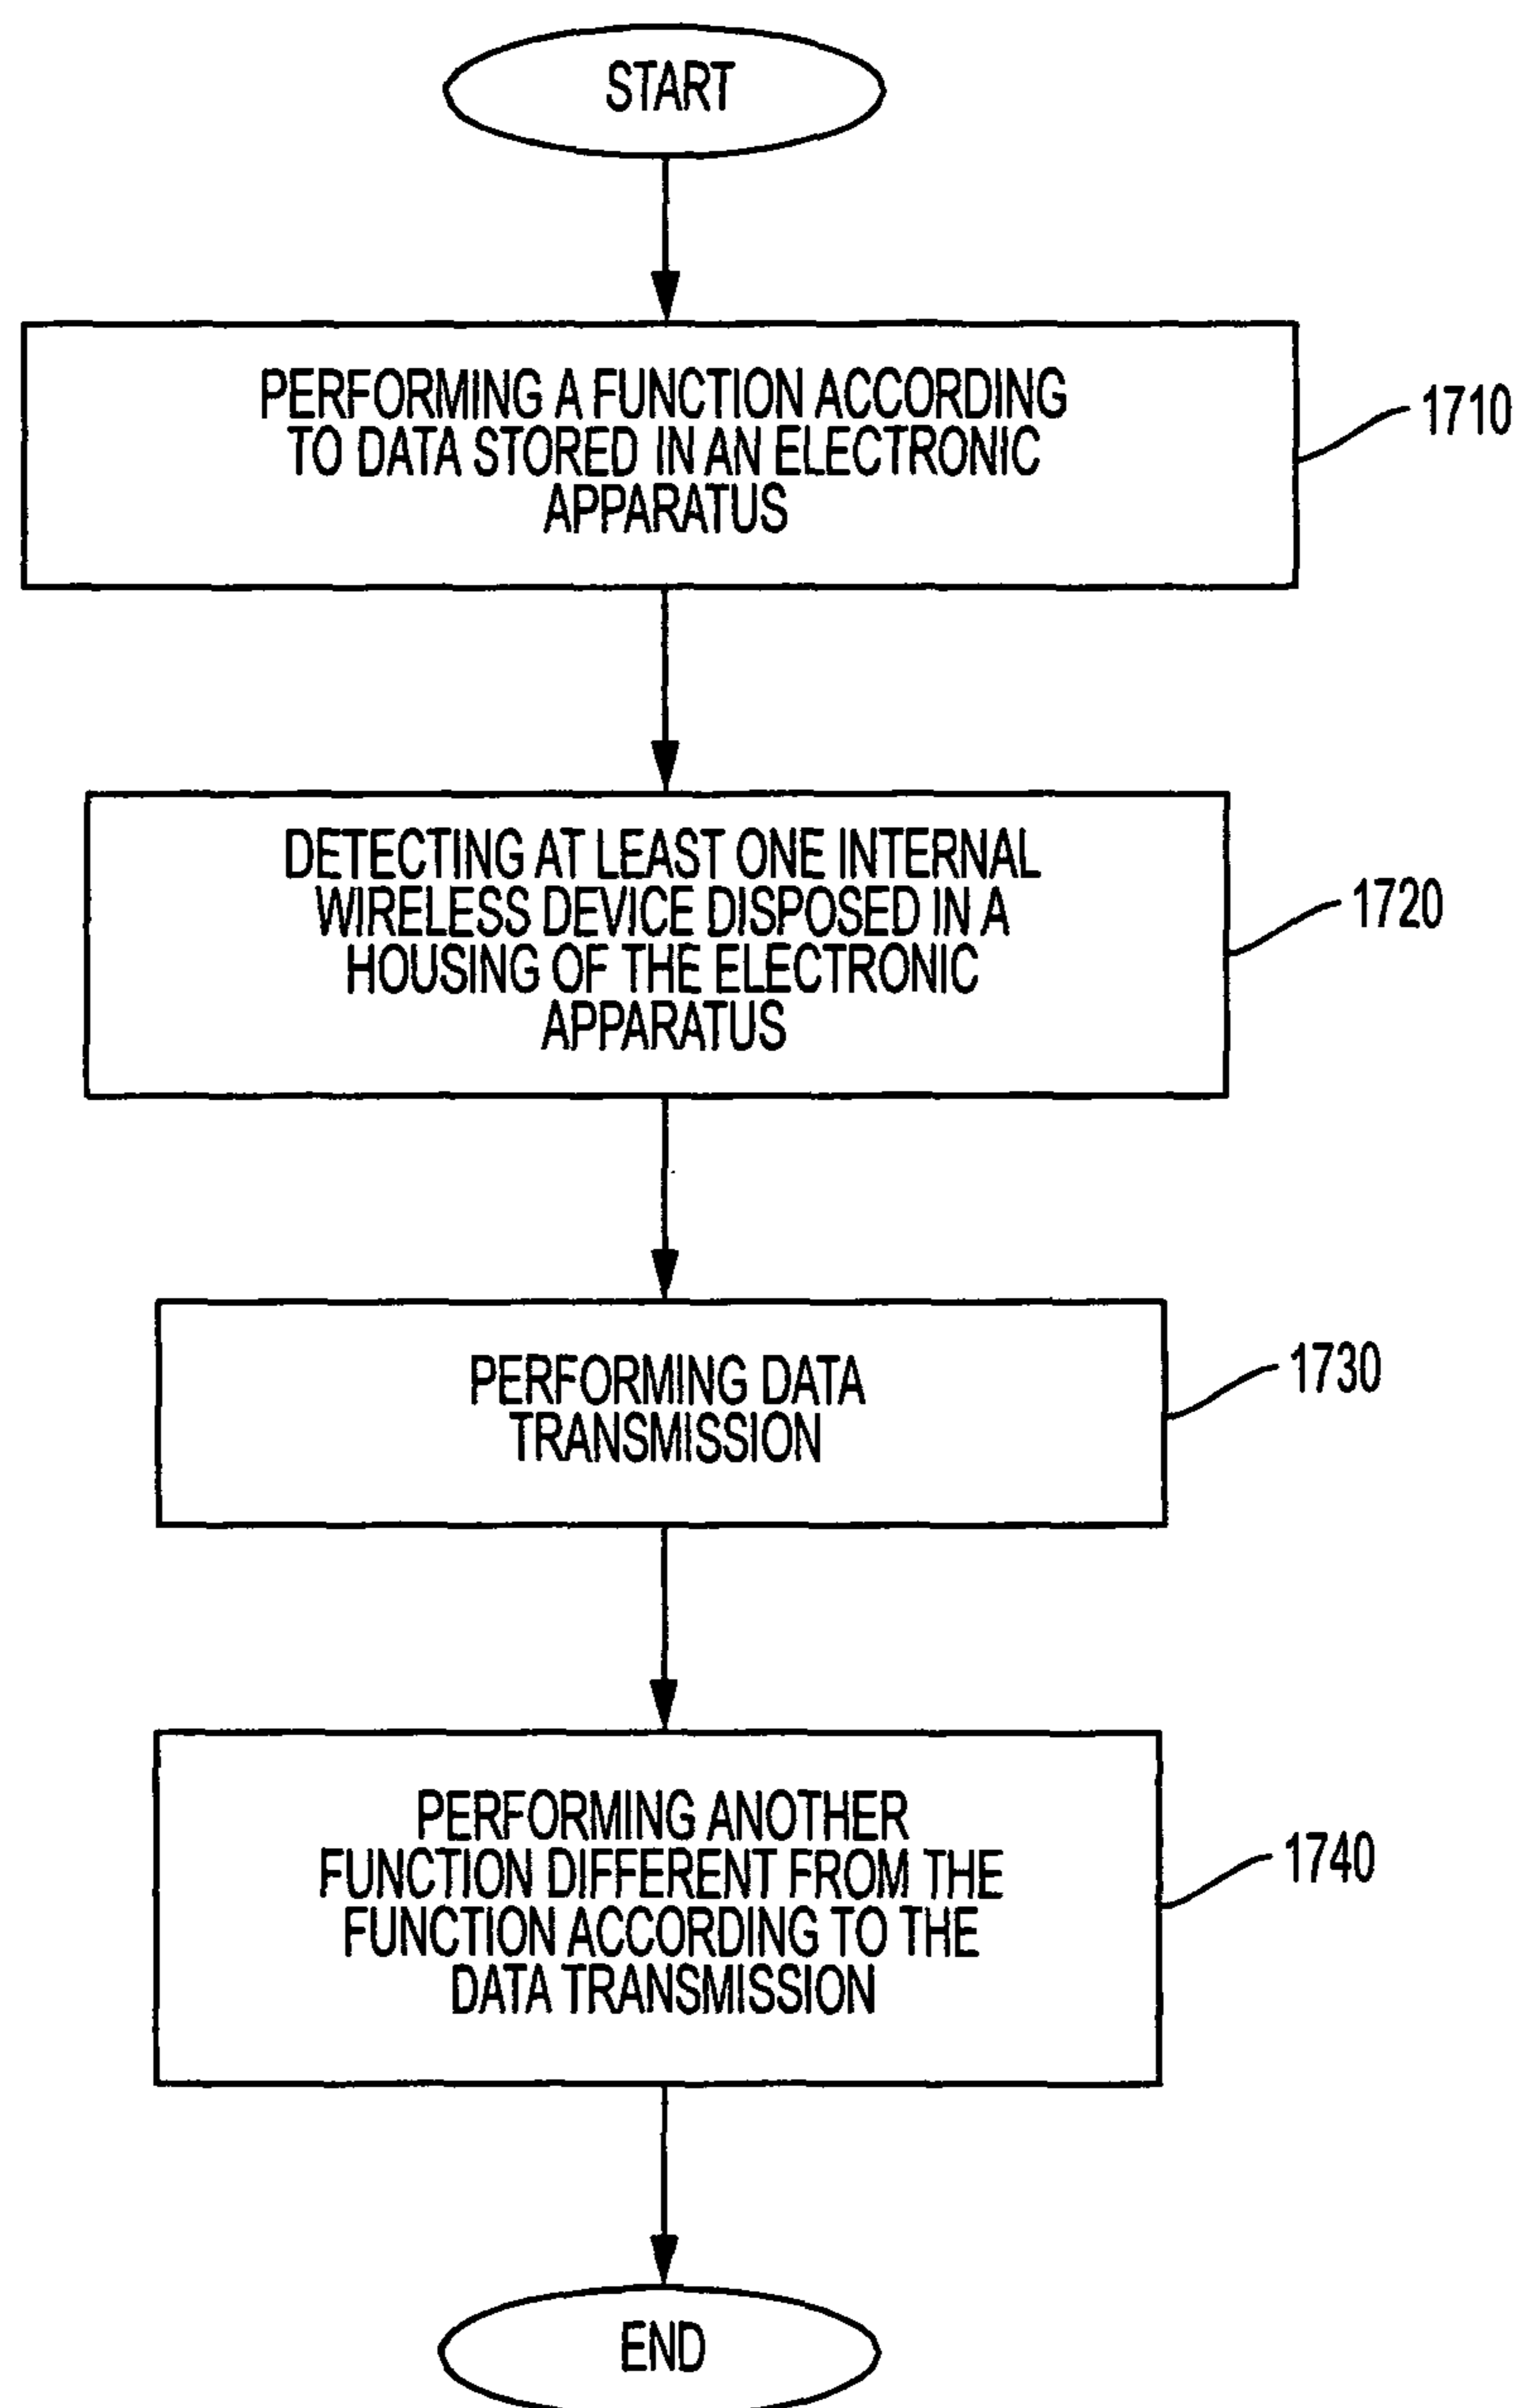 START
PERFORMING A FUNCTION ACCORDING
TO DATA STORED IN AN ELECTRONIC
APPARATUS
1710
DETECTING AT LEAST ONE INTERNAL
WIRELESS DEVICE DISPOSED IN A
HOUSING OF THE ELECTRONIC
APPARATUS
1720
PERFORMING DATA
TRANSMISSION
1730
PERFORMING ANOTHER
FUNCTION DIFFERENT FROM THE
FUNCTION ACCORDING TO THE
DATA TRANSMISSION
1740
END